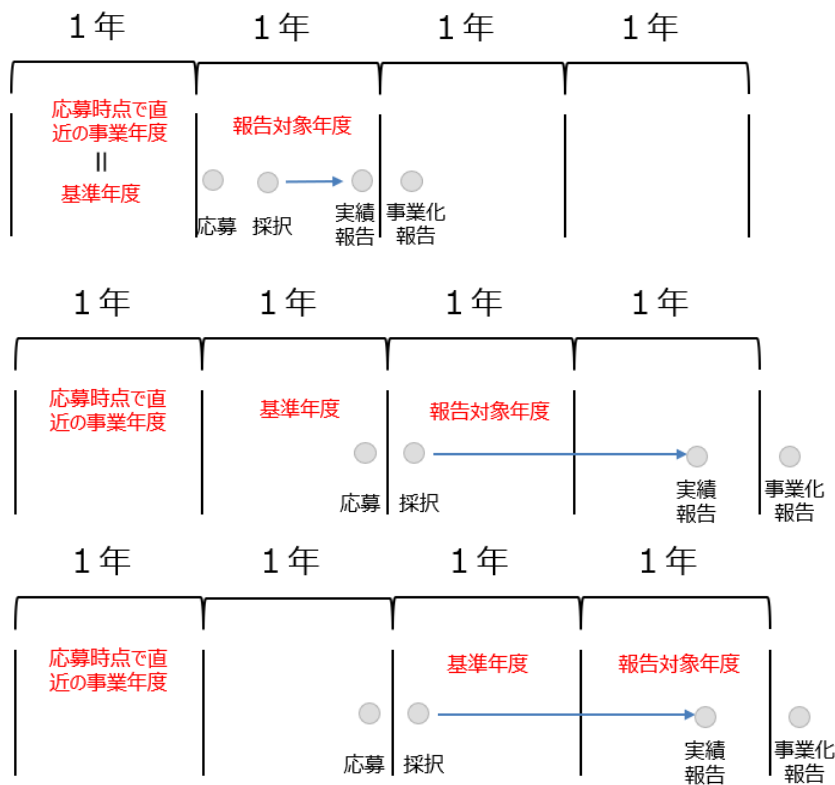 1年 1年 1年 1年
応募時点で直
近の事業年度
||
基準年度
報告対象年度
応募 採択 実績
報告
事業化
報告
1年 1年 1年 1年
応募時点で直
近の事業年度
基準年度
報告対象年度
応募 採択 実績
報告
事業化
報告
1年 1年 1年 1年
応募時点で直
近の事業年度
基準年度
報告対象年度
応募 採択 実績
報告
事業化
報告